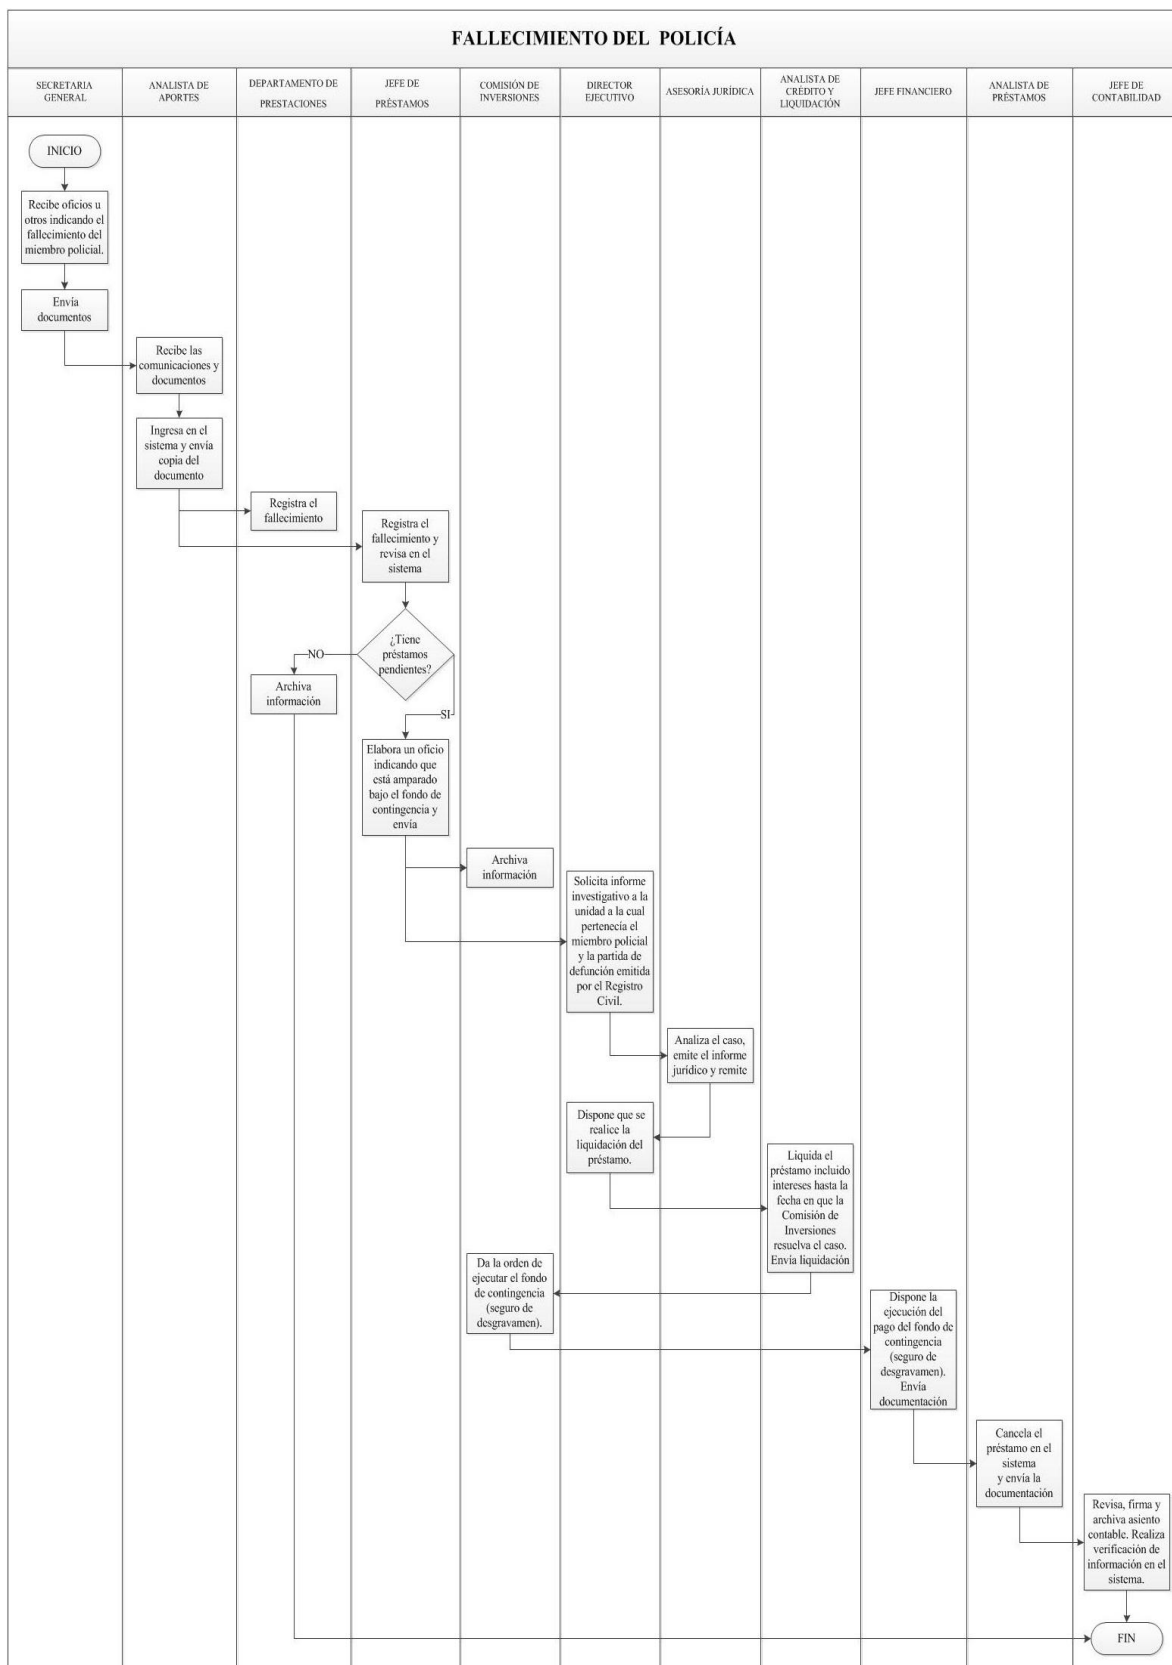 FALLECIMIENTO DEL POLICÍA
SECRETARIA
GENERAL
ANALISTA DE
APORTES
DEPARTAMENTO DE
PRESTACIONES
JEFE DE
PRÉSTAMOS
COMISIÓN DE
INVERSIONES
DIRECTOR
EJECUTIVO
ASESORÍA JURÍDICA
ANALISTA DE
CRÉDITO Y
LIQUIDACIÓN
JEFE FINANCIERO
ANALISTA DE
PRÉSTAMOS
JEFE DE
CONTABILIDAD
INICIO
Recibe oficios u
otros indicando el
fallecimiento del
miembro policial.
Envía
documentos
Recibe las
comunicaciones y
documentos
Ingresa en el
sistema y envía
copia del
documento
Registra el
fallecimiento
Registra el
fallecimiento y
revisa en el
sistema
¿Tiene
préstamos
pendientes?
NO
Archiva
información
SI
Elabora un oficio
indicando que
está amparado
bajo el fondo de
contingencia y
envía
Archiva
información
Solicita informe
investigativo a la
unidad a la cual
pertenecía el
miembro policial
y la partida de
defunción emitida
por el Registro
Civil.
Analiza el caso,
emite el informe
jurídico y remite
Dispone que se
realice la
liquidación del
préstamo.
Liquida el
préstamo incluido
intereses hasta la
fecha en que la
Comisión de
Inversiones
resuelva el caso.
Envía liquidación
Da la orden de
ejecutar el fondo
de contingencia
(seguro de
desgravamen).
Dispone la
ejecución del
pago del fondo de
contingencia
(seguro de
desgravamen).
Envía
documentación
Cancela el
préstamo en el
sistema
y envía la
documentación
Revisa, firma y
archiva asiento
contable. Realiza
verificación de
información en el
sistema.
FIN